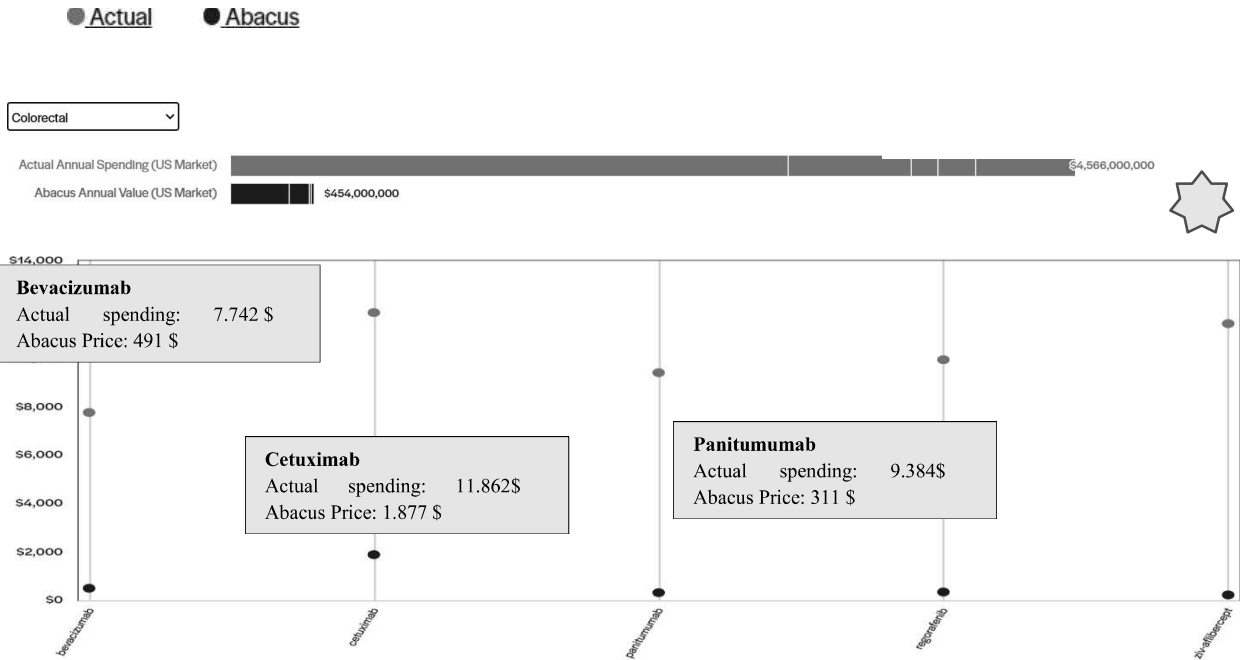 Actual Abacus
Colorectal
Actual Annual Spending (US Market) $4,566,000,000
Abacus Annual Value (US Market) $454,000,000
$14,000
Bevacizumab
Actual spending: 7.742 $
Abacus Price: 491 $
$8,000
$6,000
$4,000
$2,000
$0
Cetuximab
Actual spending: 11.862$
Abacus Price: 1.877 $
Panitumumab
Actual spending: 9.384$
Abacus Price: 311 $
bevacizumab
cetuximab
panitumumab
regorafenib
ziv-aflibercept